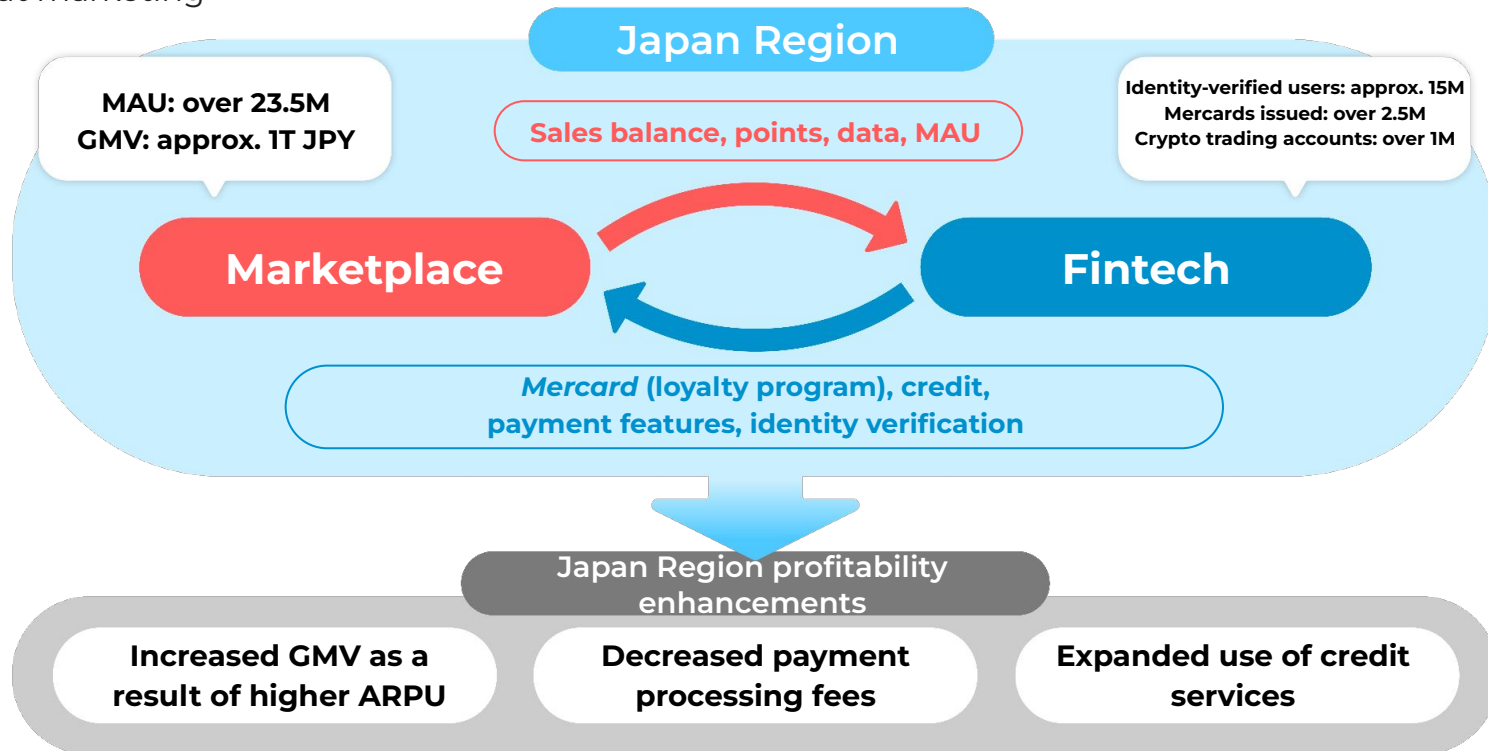 Japan Region
MAU: over 23.5M
GMV: approx. 1T JPY
Identity-verified users: approx. 15M
Mercards issued: over 2.5M
Crypto trading accounts: over 1M
Sales balance, points, data, MAU
Marketplace
Fintech
Mercard (loyalty program), credit,
payment features, identity verification
Japan Region profitability
enhancements
Increased GMV as a
result of higher ARPU
Decreased payment
processing fees
Expanded use of credit
services